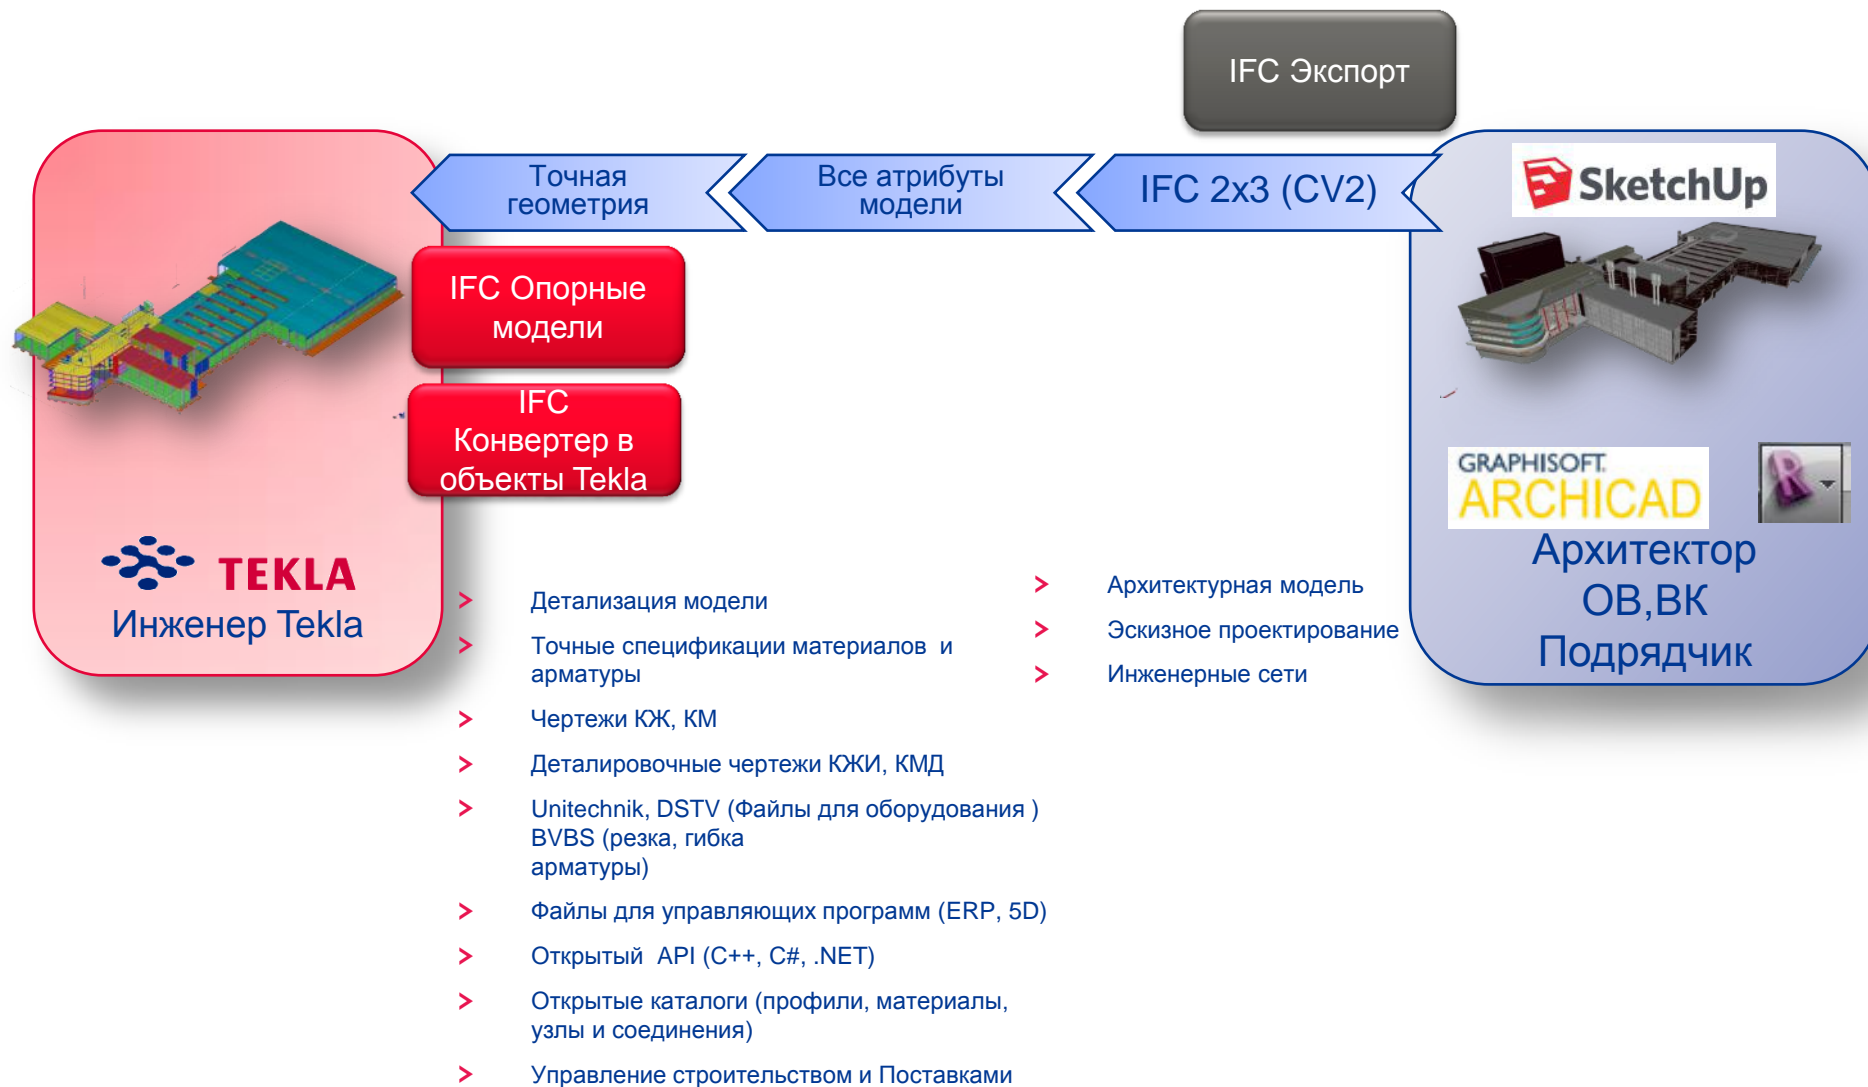 IFC Экспорт
Точная
геометрия
Все атрибуты
модели
IFC 2x3 (CV2)
SketchUp
IFC Опорные
модели
IFC
Конвертер в
объекты Tekla
GRAPHISOFT.
ARCHICAD
R
TEKLA
Инженер Tekla
Архитектор
ОВ,ВК
Подрядчик
> Детализация модели
> Точные спецификации материалов и
арматуры
> Чертежи КЖ, КМ
> Деталировочные чертежи КЖИ, КМД
> Unitechnik, DSTV (Файлы для оборудования )
BVBS (резка, гибка
арматуры)
> Файлы для управляющих программ (ERP, 5D)
> Открытый API (C++, C#, .NET)
> Открытые каталоги (профили, материалы,
узлы и соединения)
> Управление строительством и Поставками
> Архитектурная модель
> Эскизное проектирование
> Инженерные сети